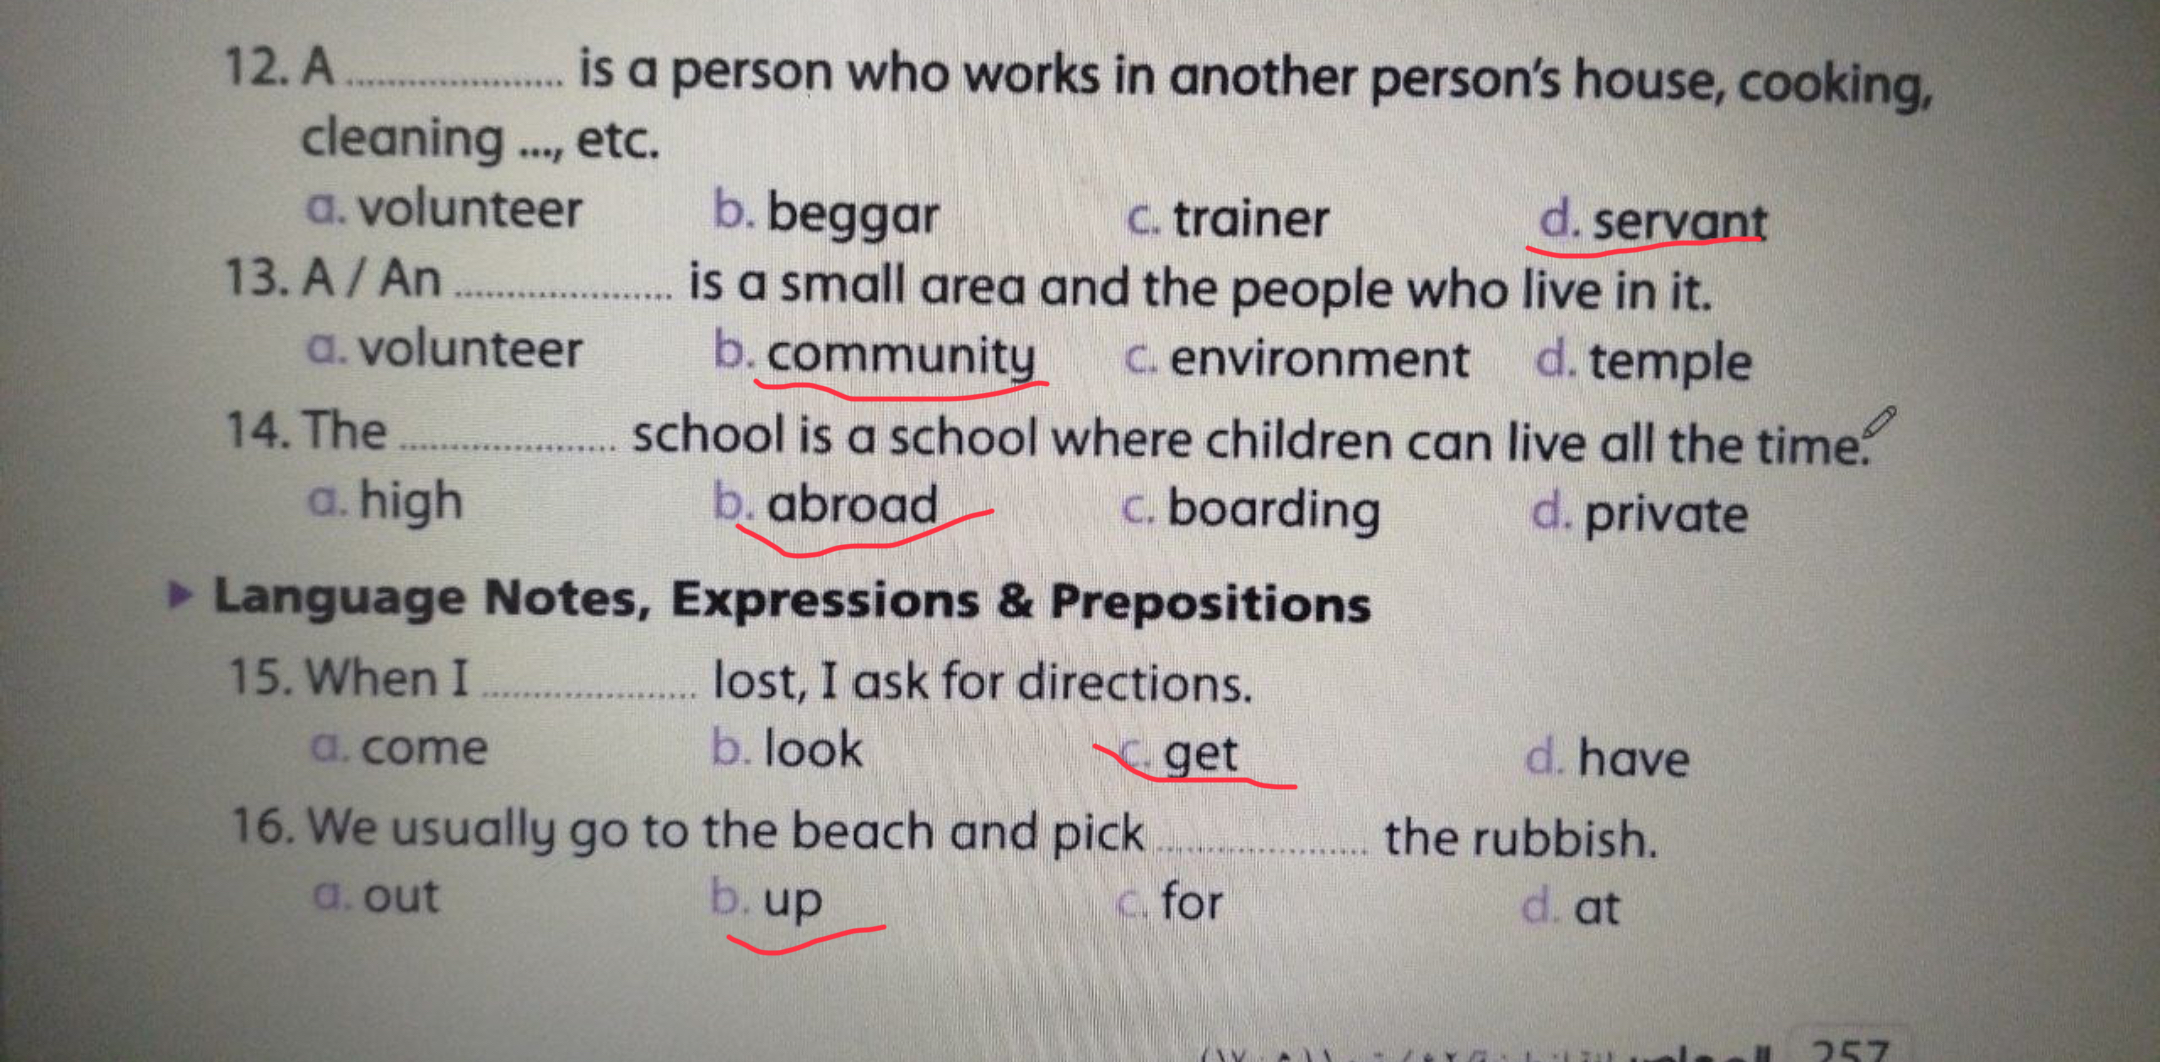 12. A .................... is a person who works in another person's house, cooking,
cleaning ..., etc.
a. volunteer b. beggar c. trainer d. servant
13. A / An .................... is a small area and the people who live in it.
a. volunteer b. community c. environment d. temple
14. The .................... school is a school where children can live all the time.
a. high b. abroad c. boarding d. private
Language Notes, Expressions & Prepositions
15. When I .................... lost, I ask for directions.
a. come b. look c. get d. have
16. We usually go to the beach and pick .................... the rubbish.
a. out b. up c. for d. at
257